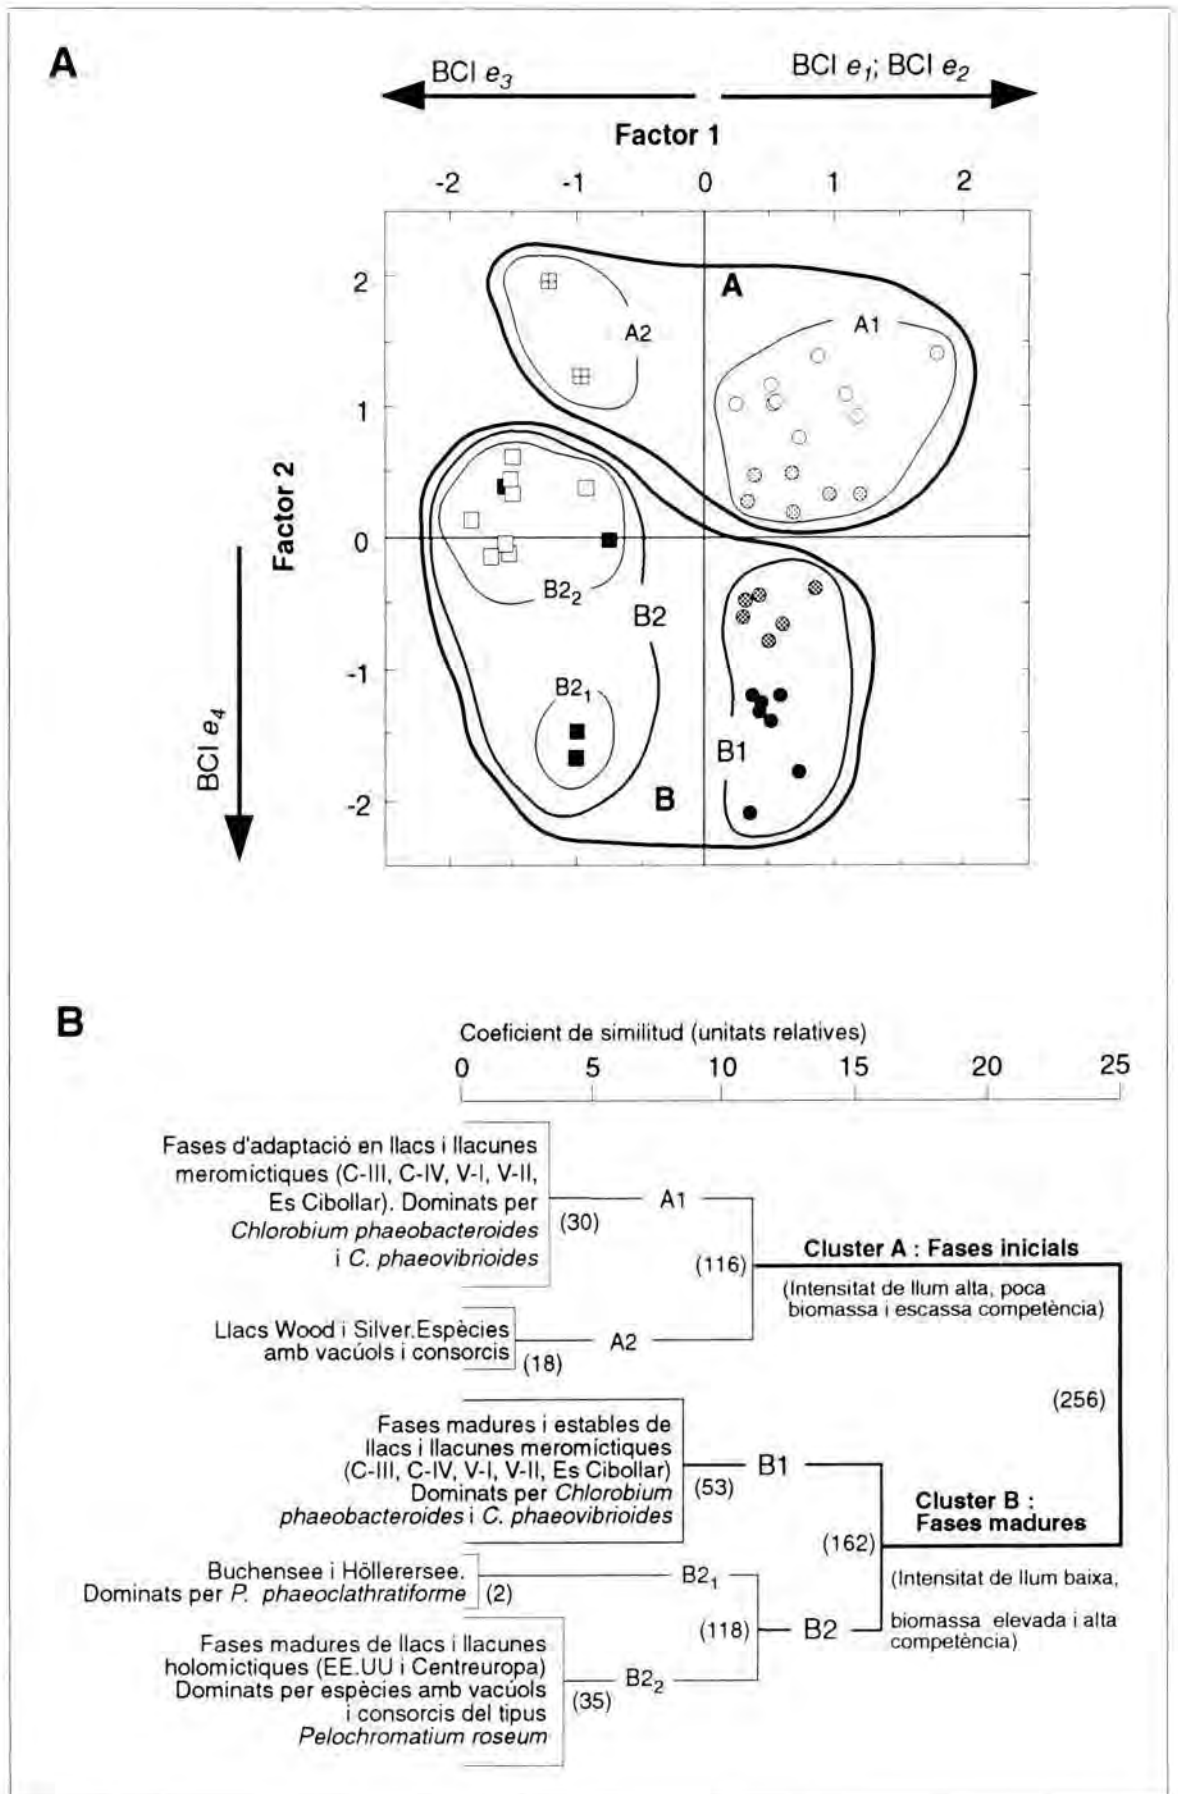 A
BCl e3
BCl e1; BCl e2
Factor 1
-2 -1 0 1 2
2
1
0
-1
-2
Factor 2
BCl e4
A
A2
A1
B2₂
B2
B2₁
B1
B
B
Coeficient de similitud (unitats relatives)
0 5 10 15 20 25
Fases d'adaptació en llacs i llacunes
meromictiques (C-III, C-IV, V-I, V-II,
Es Cibollar). Dominats per
Chlorobium phaeobacteroides
i C. phaeovibrioides
(30)
A1
(116)
Cluster A : Fases inicials
(Intensitat de llum alta, poca
biomassa i escassa competència)
Llacs Wood i Silver.Espècies
amb vacúols i consorcis
(18)
A2
(256)
Fases madures i estables de
llacs i llacunes meromíctiques
(C-III, C-IV, V-I, V-II, Es Cibollar)
Dominats per Chlorobium
phaeobacteroides i C. phaeovibrioides
(53)
B1
(162)
Cluster B :
Fases madures
(Intensitat de llum baixa,
biomassa elevada i alta
competència)
Buchensee i Höllerersee.
Dominats per P. phaeoclathratiforme
(2)
B2₁
(118)
B2
Fases madures de llacs i llacunes
holomictiques (EE.UU i Centreuropa)
Dominats per espècies amb vacúols
i consorcis del tipus
Pelochromatium roseum
(35)
B2₂